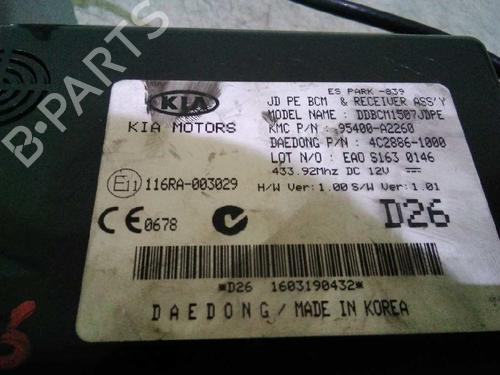 ES PARK -839
KIA
JD PE BCM & RECEIVER ASS'Y
MODEL NAME : DDBCM1507JDPE
KIA MOTORS
KMC P/N : 95400-A2260
DAEDONG P/N : 4C2886-1000
LOT N/O : EAO S163 0146
433.92Mhz DC 12V
E11 116RA-003029
H/W Ver:1.00 S/W Ver: 1.01
CE 0678
N
D26
*D26 1603190432*
DAEDONG / MADE IN KOREA